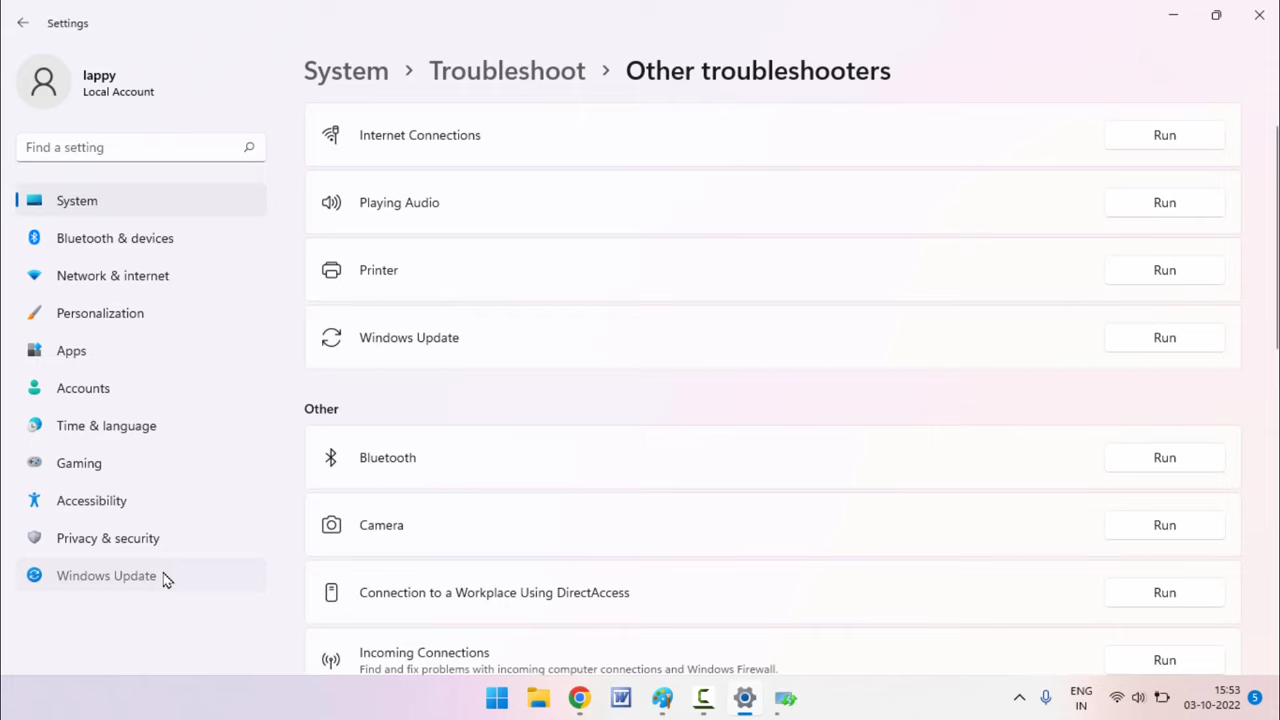 Settings
lappy
Local Account
Find a setting
System
Bluetooth & devices
Network & internet
Personalization
Apps
Accounts
Time & language
Gaming
Accessibility
Privacy & security
Windows Update
System > Troubleshoot > Other troubleshooters
Internet Connections Run
Playing Audio Run
Printer Run
Windows Update Run
Other
Bluetooth Run
Camera Run
Connection to a Workplace Using DirectAccess Run
Incoming Connections Run
Find and fix problems with incoming computer connections and Windows Firewall.
ENG 15:53
IN 03-10-2022 5